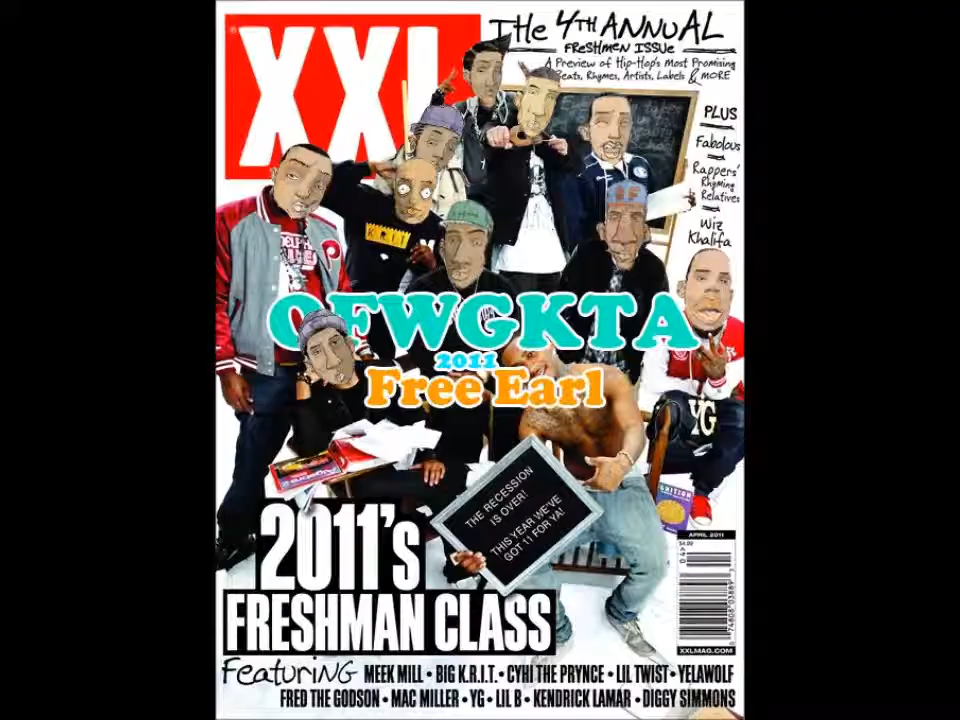 XXL
THE 4TH ANNUAL
FRESHMEN ISSUE
A Preview of Hip-Hop's Most Promising
Beats, Rhymes, Artists, Labels & MORE
PLUS
Fabolous
Rappers'
Rhyming
Relatives
Wiz
Khalifa
KRIT
OFWGKTA
2011
Free Earl
YG
THE RECESSION
IS OVER!
THIS YEAR WE'VE
GOT 11 FOR YA!
APRIL 2011
XXLMAG.COM
2011's
FRESHMAN CLASS
Featuring MEEK MILL • BIG K.R.I.T. • CYHI THE PRYNCE • LIL TWIST • YELAWOLF
FRED THE GODSON • MAC MILLER • YG • LIL B • KENDRICK LAMAR • DIGGY SIMMONS